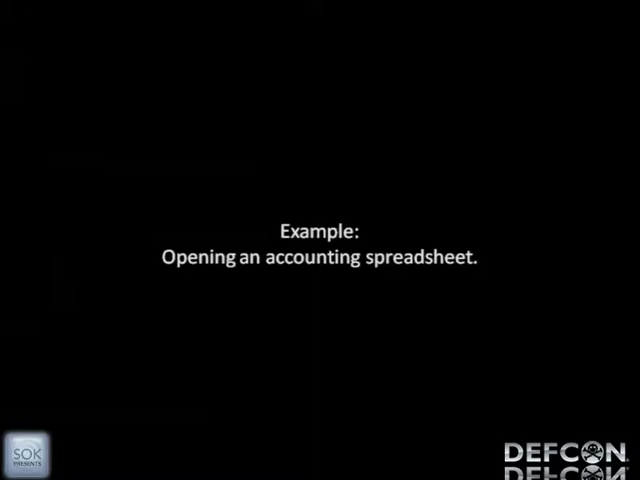 Example:
Opening an accounting spreadsheet.
SOK
PRESENTS
DEFCON